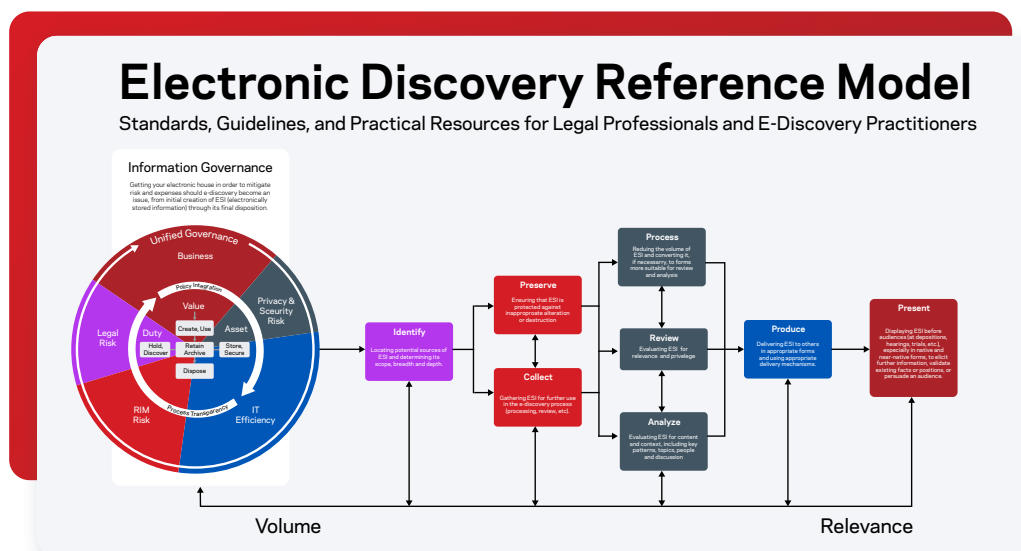 Electronic Discovery Reference Model
Standards, Guidelines, and Practical Resources for Legal Professionals and E-Discovery Practitioners
Information Governance
Getting your electronic house in order to mitigate
risk and expenses should e-discovery become an
issue, from initial creation of ESI (electronically
stored information) through its final disposition.
Unified Governance
Business
Policy Integration
Privacy &
Sceurity
Risk
Value
Create, Use
Asset
Legal
Risk
Duty
Hold,
Discover
Retain
Archive
Store,
Secure
Dispose
Process Transparency
RIM
Risk
IT
Efficiency
Identify
Locating potential sources of
ESI and determining its
scope, breadth and depth.
Preserve
Ensuring that ESI is
protected against
inapproproate alteration
or destruction
Collect
Gathering ESI for further use
in the e-discovery process
(processing, review, etc).
Process
Reducing the volume of
ESI and converting it,
if necesarry, to forms
more suitable for review
and analysis
Review
Evaluating ESI for
relevance and privelege
Analyze
Evaluating ESI for content
and context, including key
patterns, topics, people
and discussion
Produce
Delivering ESI to others
in appropriate forms
and using appropriate
delivery mechanisms.
Present
Displaying ESI before
audiences (at depositions,
hearings, trials, etc.),
especially in native and
near-native forms, to elicit
further information, validate
existing facts or positions, or
persuade an audience.
Volume
Relevance